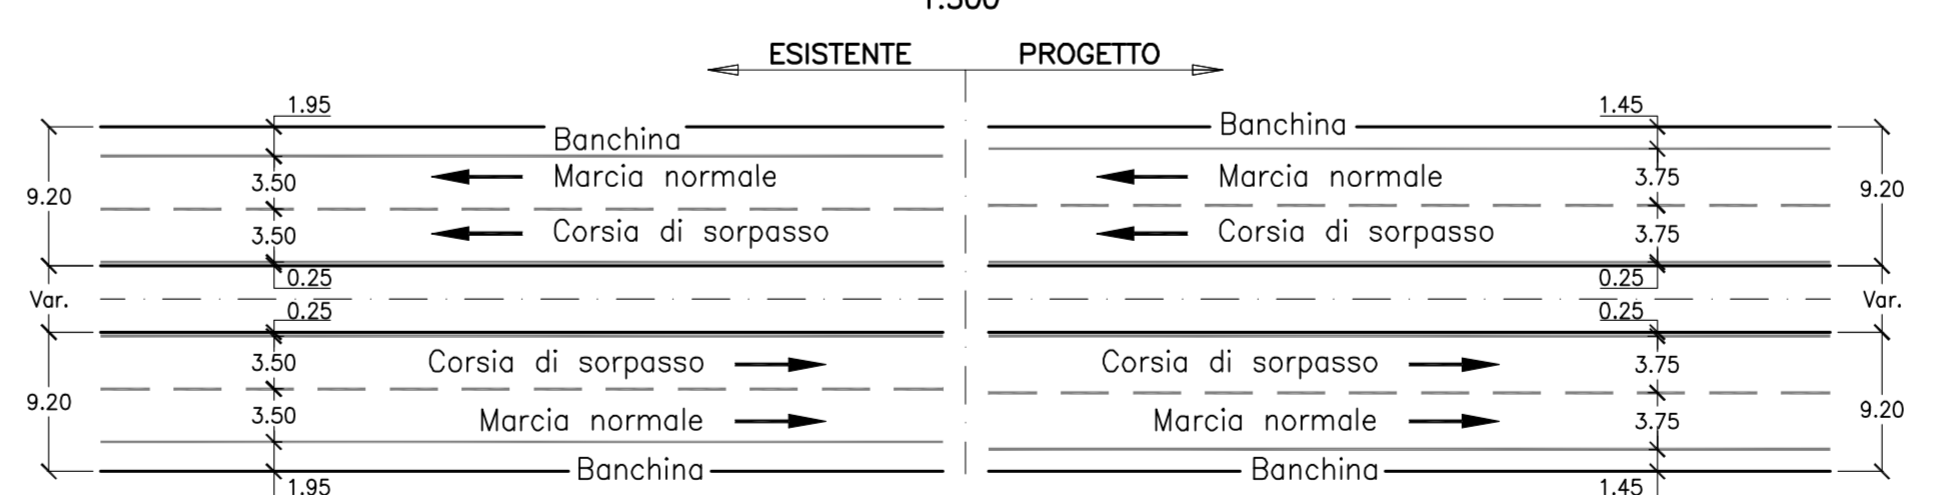 1:500
ESISTENTE PROGETTO
1.95 1.45
Banchina Banchina
3.50 Marcia normale Marcia normale 3.75
9.20 9.20
3.50 Corsia di sorpasso Corsia di sorpasso 3.75
0.25 0.25
Var. Var.
0.25 0.25
3.50 Corsia di sorpasso Corsia di sorpasso 3.75
9.20 9.20
3.50 Marcia normale Marcia normale 3.75
Banchina Banchina
1.95 1.45